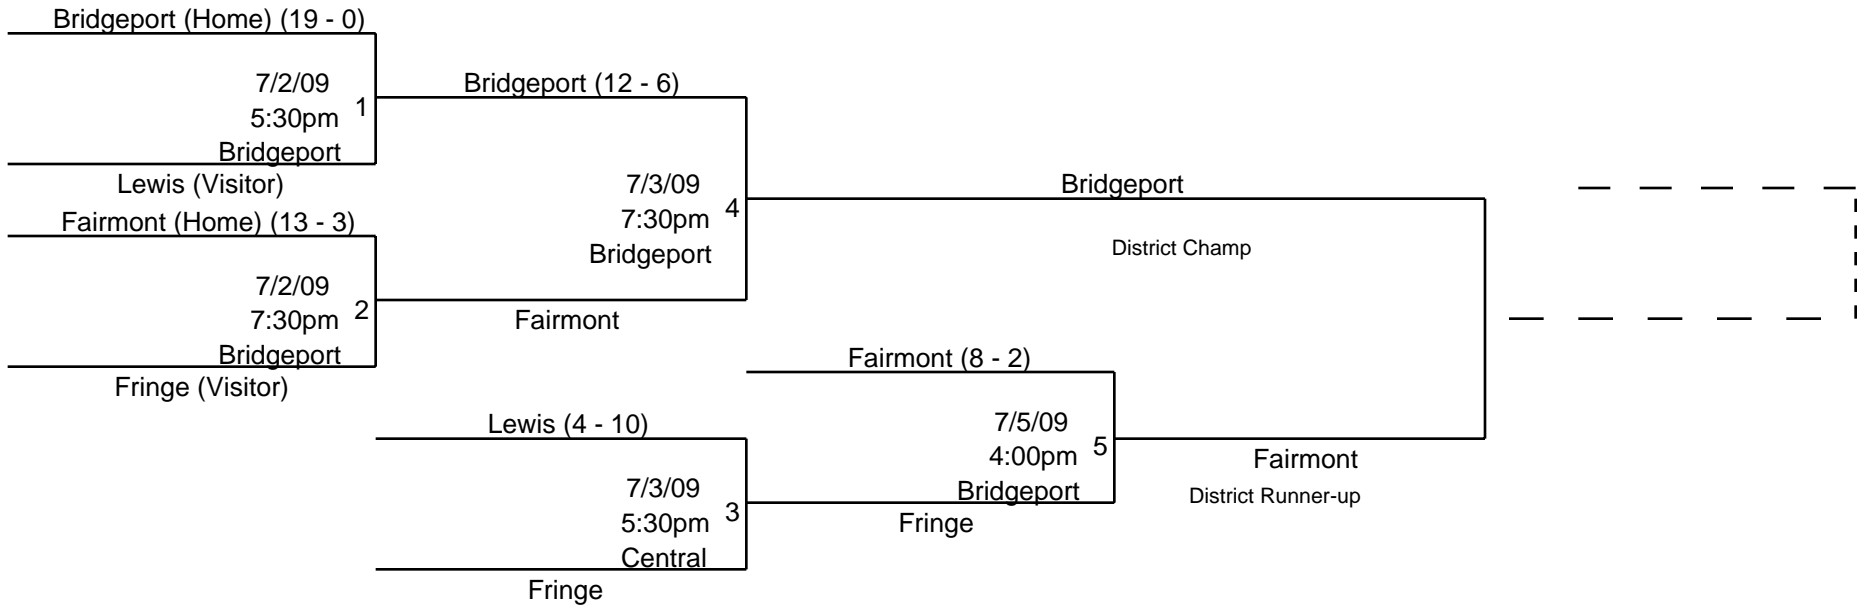 Bridgeport (Home) (19 - 0)
7/2/09
5:30pm
1
Bridgeport
Lewis (Visitor)
Fairmont (Home) (13 - 3)
7/2/09
7:30pm
2
Bridgeport
Fringe (Visitor)
Bridgeport (12 - 6)
7/3/09
7:30pm
4
Bridgeport
Fairmont
Lewis (4 - 10)
7/3/09
5:30pm
3
Central
Fringe
Fairmont (8 - 2)
7/5/09
4:00pm
5
Bridgeport
Fringe
Bridgeport
District Champ
Fairmont
District Runner-up